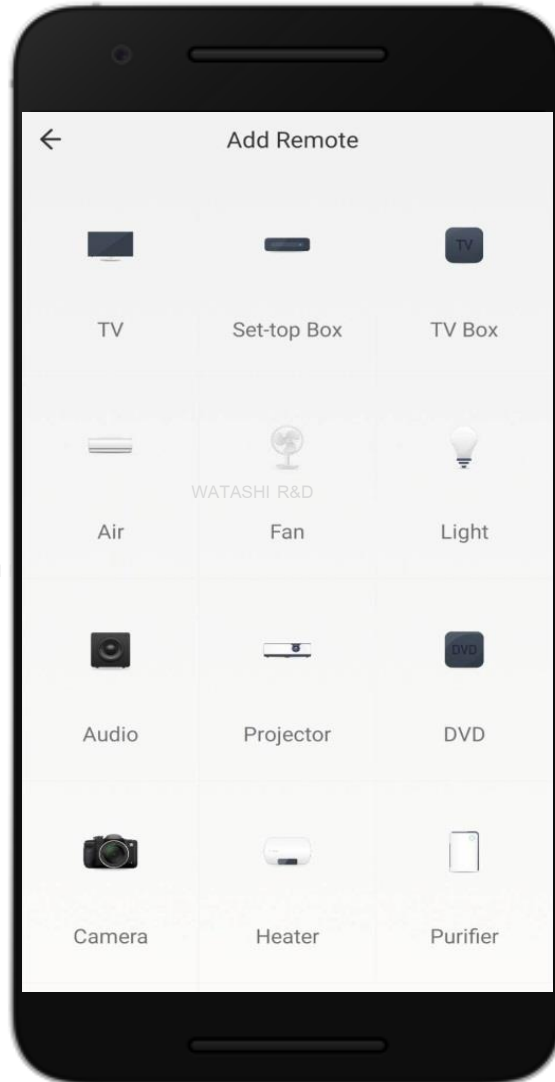 Add Remote
TV
TV Set-top Box TV Box
WATASHI R&D
Air Fan Light
DVD
Audio Projector DVD
Camera Heater Purifier